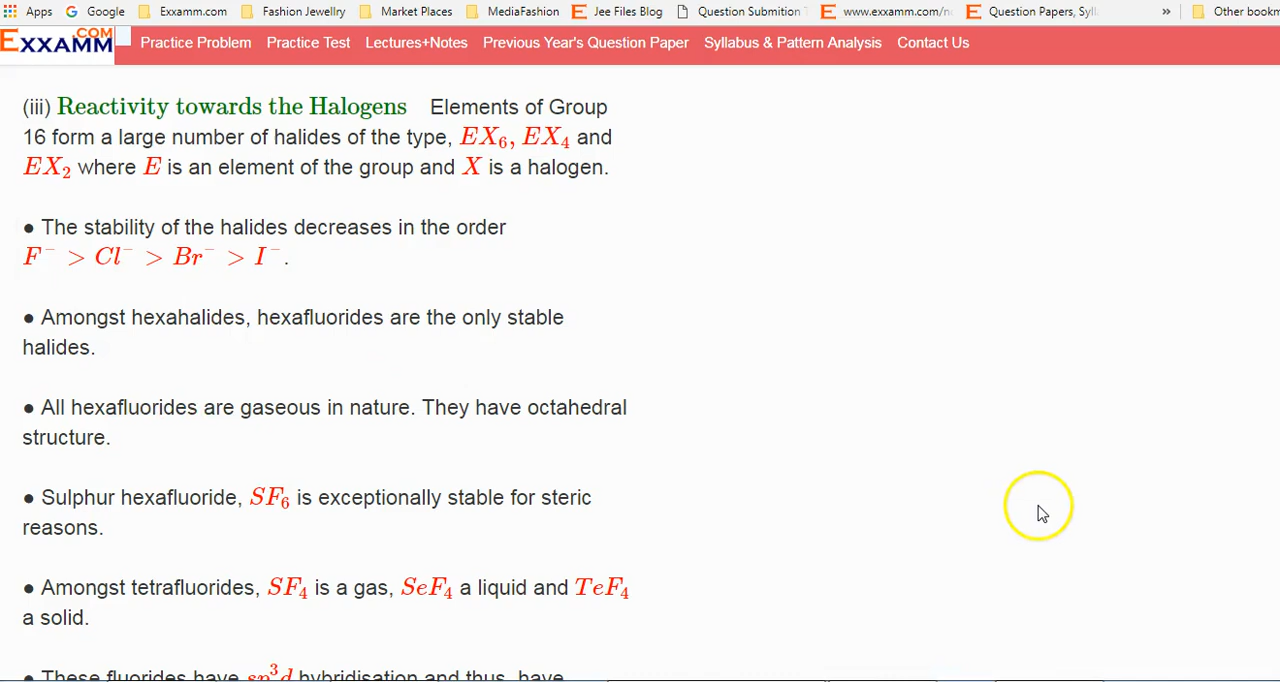 Apps Google Exxamm.com Fashion Jewellry Market Places MediaFashion Jee Files Blog Question Submition www.exxamm.com/n Question Papers, Syll » Other bookm
EXXAMM .COM Practice Problem Practice Test Lectures+Notes Previous Year's Question Paper Syllabus & Pattern Analysis Contact Us
(iii) Reactivity towards the Halogens Elements of Group
16 form a large number of halides of the type, EX₆, EX₄ and
EX₂ where E is an element of the group and X is a halogen.
● The stability of the halides decreases in the order
F⁻ > Cl⁻ > Br⁻ > I⁻.
● Amongst hexahalides, hexafluorides are the only stable
halides.
● All hexafluorides are gaseous in nature. They have octahedral
structure.
● Sulphur hexafluoride, SF₆ is exceptionally stable for steric
reasons.
● Amongst tetrafluorides, SF₄ is a gas, SeF₄ a liquid and TeF₄
a solid.
● These fluorides have sp³d hybridisation and thus, have